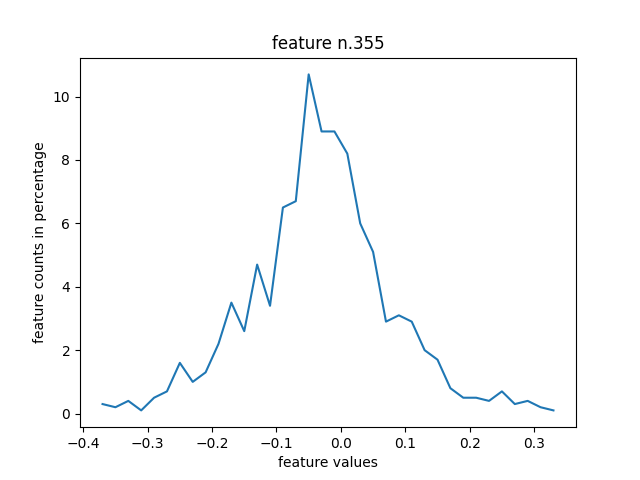 feature n.355
feature counts in percentage
10
8
6
4
2
0
−0.4 −0.3 −0.2 −0.1 0.0 0.1 0.2 0.3
feature values